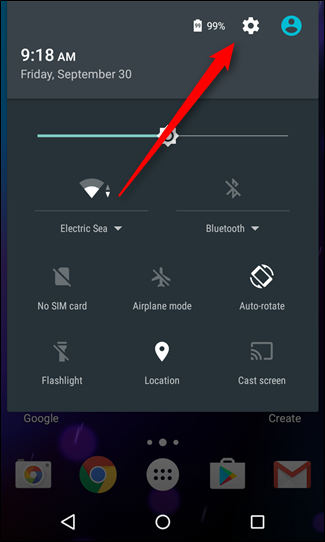 99%
9:18 AM
Friday, September 30
Electric Sea
Bluetooth
No SIM card
Airplane mode
Auto-rotate
Flashlight
Location
Cast screen
Google
Create